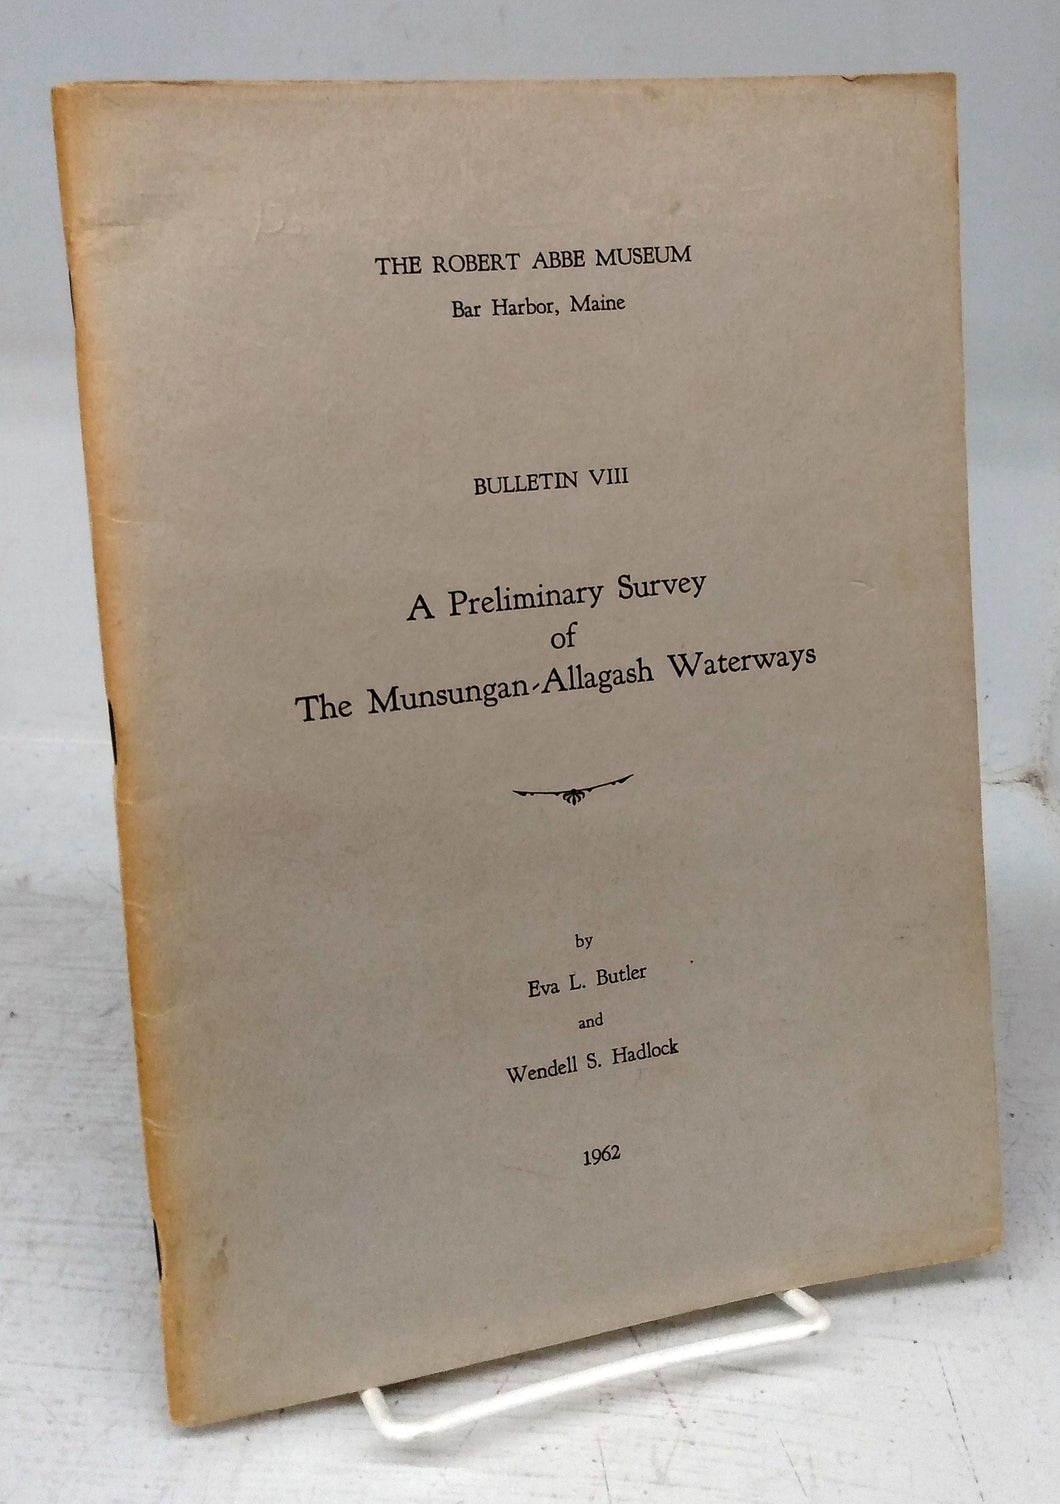 THE ROBERT ABBE MUSEUM
Bar Harbor, Maine
BULLETIN VIII
A Preliminary Survey
of
The Munsungan-Allagash Waterways
by
Eva L. Butler
and
Wendell S. Hadlock
1962